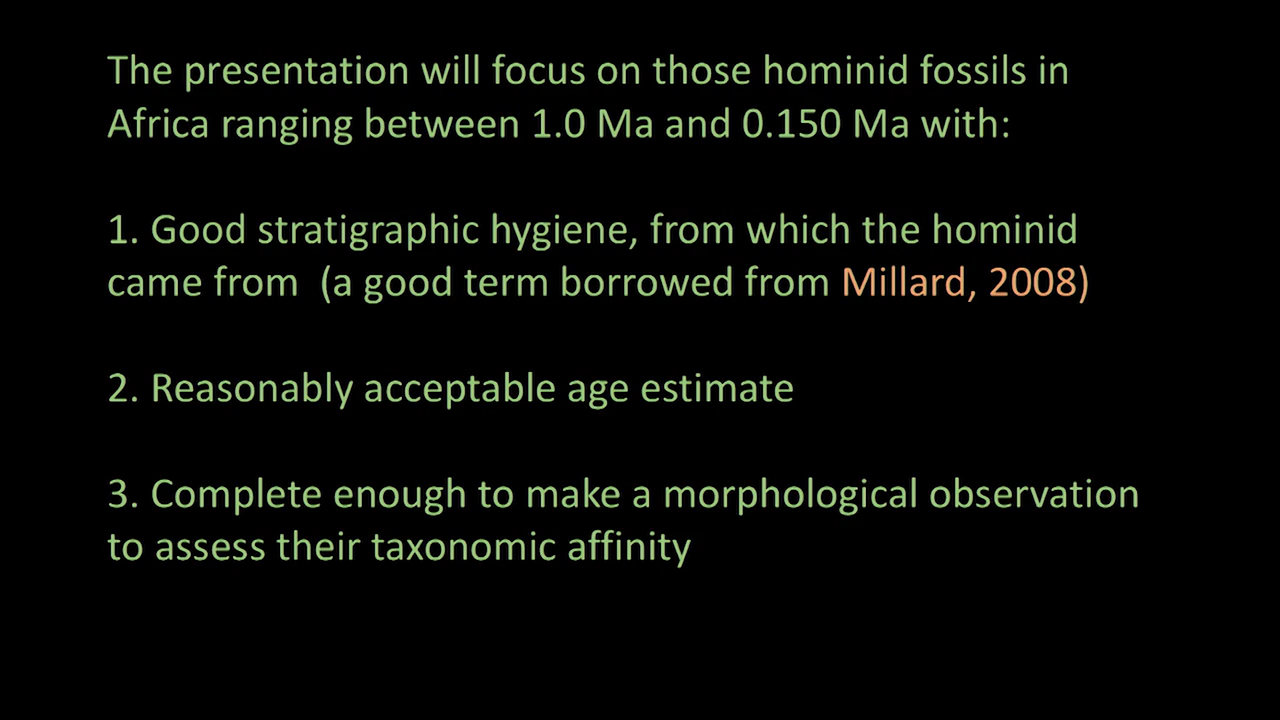 The presentation will focus on those hominid fossils in
Africa ranging between 1.0 Ma and 0.150 Ma with:
1. Good stratigraphic hygiene, from which the hominid
came from  (a good term borrowed from Millard, 2008)
2. Reasonably acceptable age estimate
3. Complete enough to make a morphological observation
to assess their taxonomic affinity